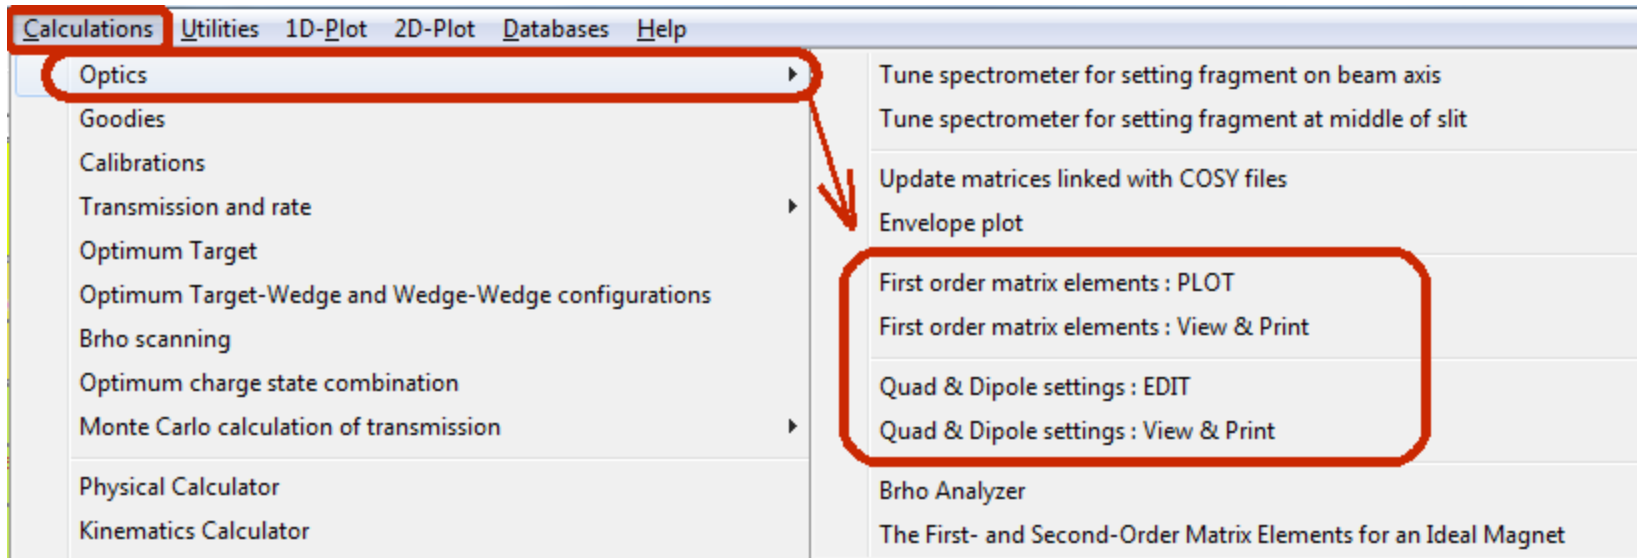 Calculations Utilities 1D-Plot 2D-Plot Databases Help
Optics
Goodies
Calibrations
Transmission and rate
Optimum Target
Optimum Target-Wedge and Wedge-Wedge configurations
Brho scanning
Optimum charge state combination
Monte Carlo calculation of transmission
Physical Calculator
Kinematics Calculator
Tune spectrometer for setting fragment on beam axis
Tune spectrometer for setting fragment at middle of slit
Update matrices linked with COSY files
Envelope plot
First order matrix elements : PLOT
First order matrix elements : View & Print
Quad & Dipole settings : EDIT
Quad & Dipole settings : View & Print
Brho Analyzer
The First- and Second-Order Matrix Elements for an Ideal Magnet